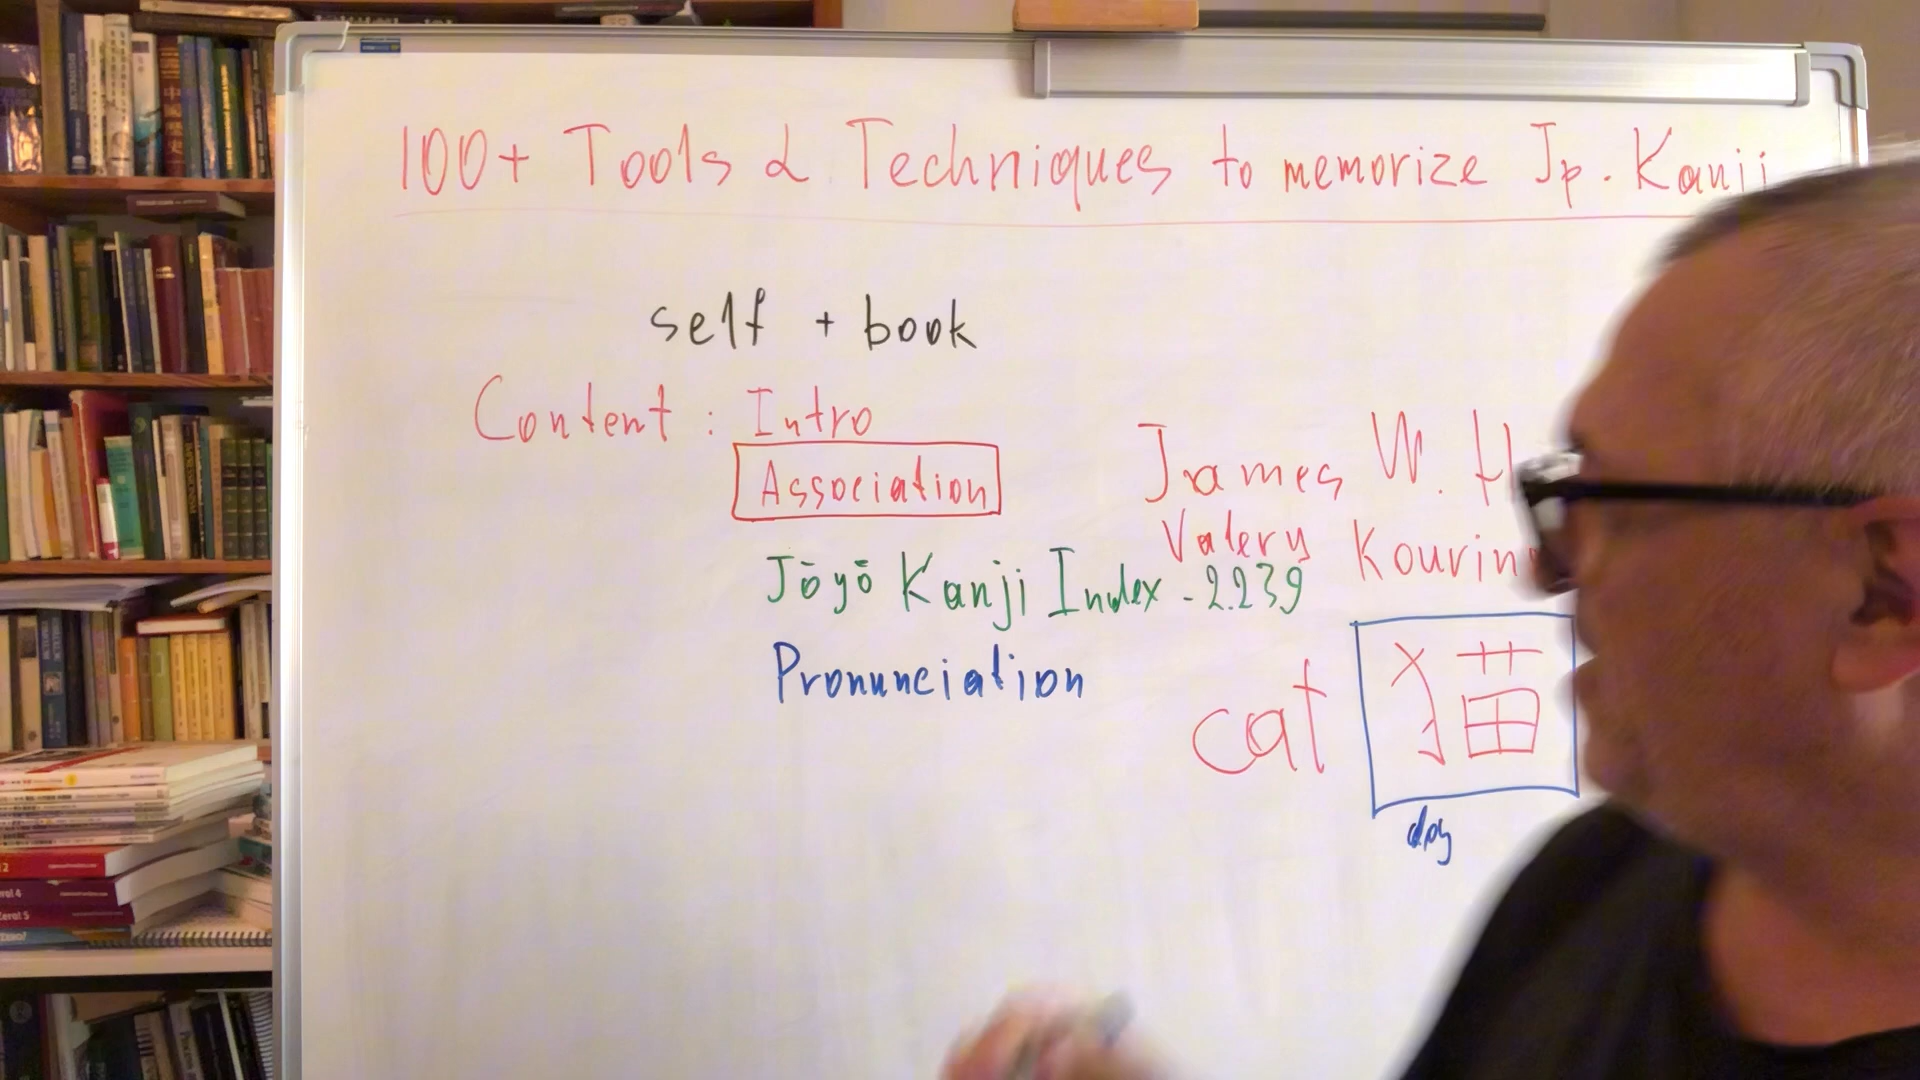 100+ Tools & Techniques to memorize Jp. Kanji
self + book
Content : Intro
Association
James W. H
Valery Kourin
Jōyō Kanji Index - 2.239
Pronunciation
cat 猫
dog